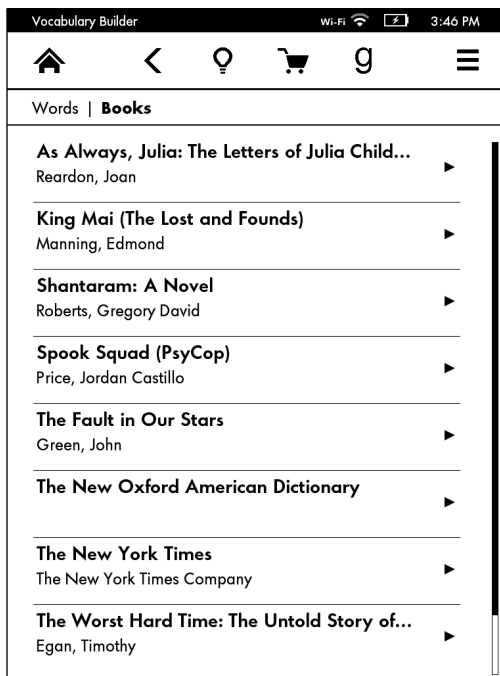 Vocabulary Builder Wi-Fi 3:46 PM
g
Words | Books
As Always, Julia: The Letters of Julia Child...
Reardon, Joan
King Mai (The Lost and Founds)
Manning, Edmond
Shantaram: A Novel
Roberts, Gregory David
Spook Squad (PsyCop)
Price, Jordan Castillo
The Fault in Our Stars
Green, John
The New Oxford American Dictionary
The New York Times
The New York Times Company
The Worst Hard Time: The Untold Story of...
Egan, Timothy